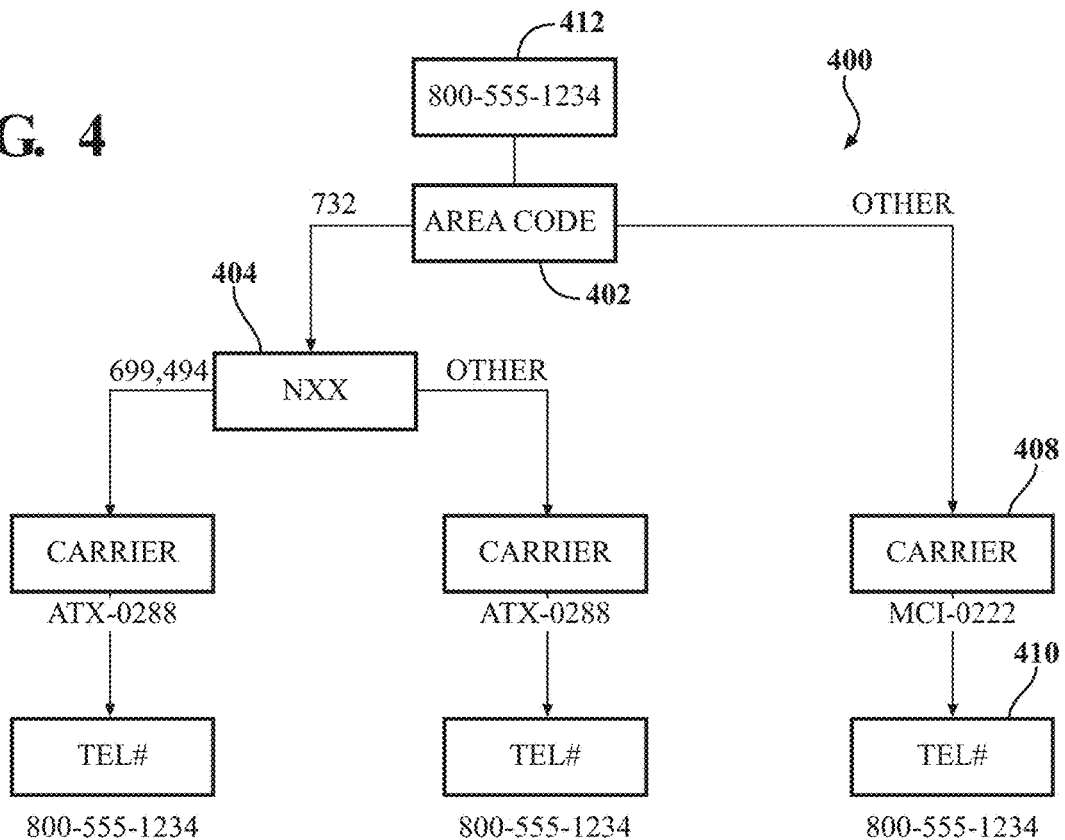 412
800-555-1234
400
G. 4
732
AREA CODE
OTHER
404
402
699,494
NXX
OTHER
408
CARRIER
CARRIER
CARRIER
ATX-0288
ATX-0288
MCI-0222
410
TEL#
TEL#
TEL#
800-555-1234
800-555-1234
800-555-1234